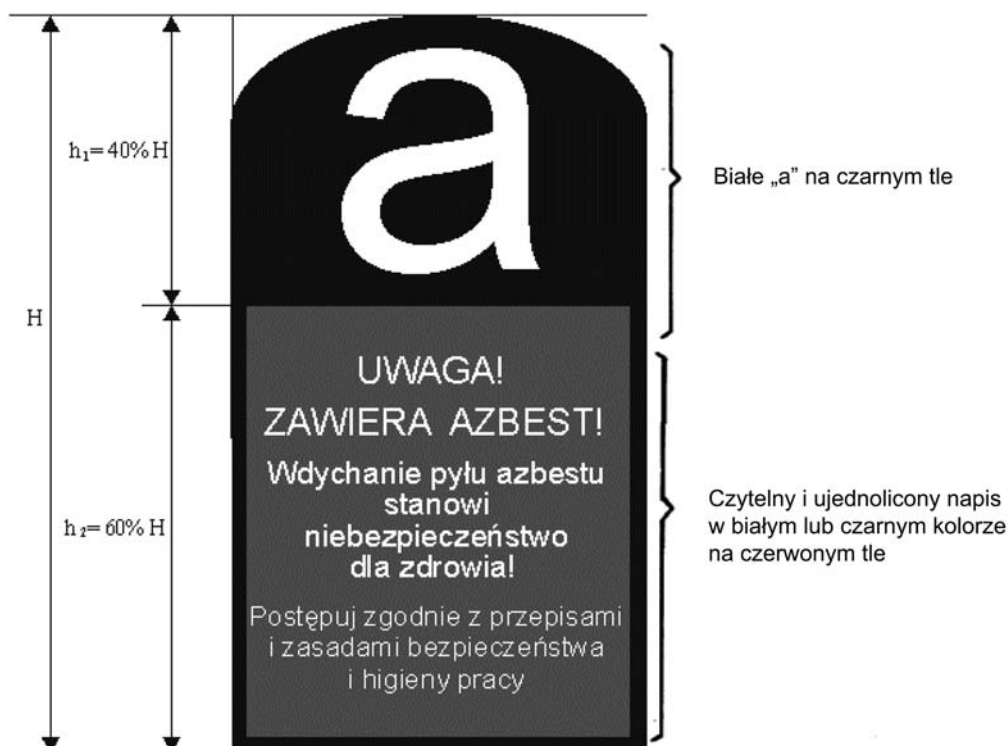 a
h₁= 40% H
Białe „a” na czarnym tle
H
UWAGA!
ZAWIERA AZBEST!
Wdychanie pyłu azbestu
stanowi
niebezpieczeństwo
dla zdrowia!
Postępuj zgodnie z przepisami
i zasadami bezpieczeństwa
i higieny pracy
h₂= 60% H
Czytelny i ujednolicony napis
w białym lub czarnym kolorze
na czerwonym tle